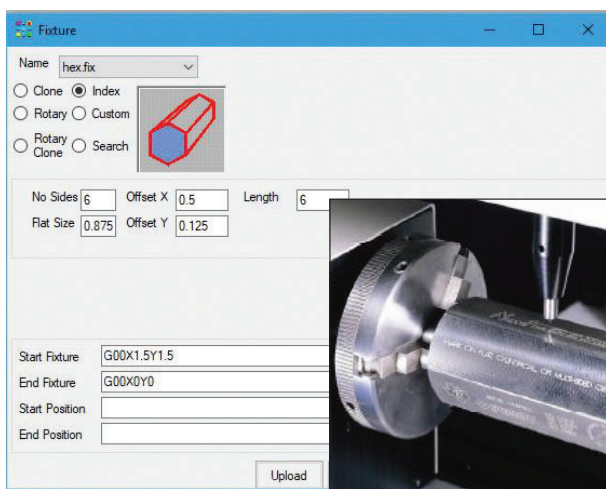 Fixture
Name hex.fix
Clone Index
Rotary Custom
Rotary Clone Search
No Sides 6 Offset X 0.5 Length 6
Flat Size 0.875 Offset Y 0.125
Start Fixture G00X1.5Y1.5
End Fixture G00X0Y0
Start Position
End Position
Upload